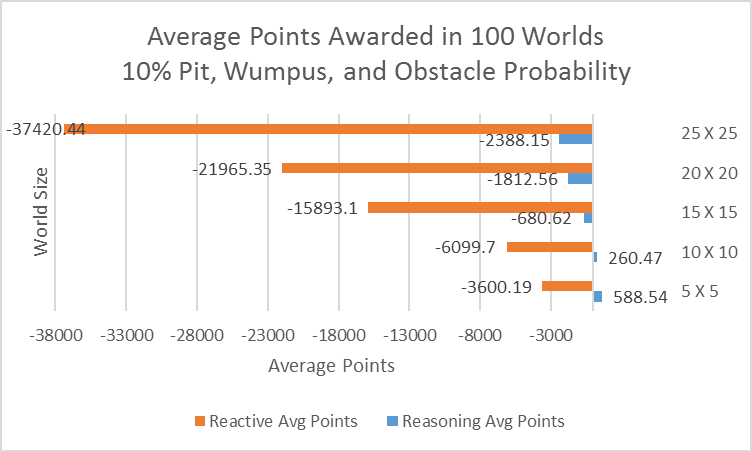 Average Points Awarded in 100 Worlds
10% Pit, Wumpus, and Obstacle Probability
World Size
-37420.44
-2388.15
25 X 25
-21965.35
-1812.56
20 X 20
-15893.1
-680.62
15 X 15
-6099.7
260.47
10 X 10
-3600.19
588.54
5 X 5
-38000 -33000 -28000 -23000 -18000 -13000 -8000 -3000
Average Points
Reactive Avg Points Reasoning Avg Points